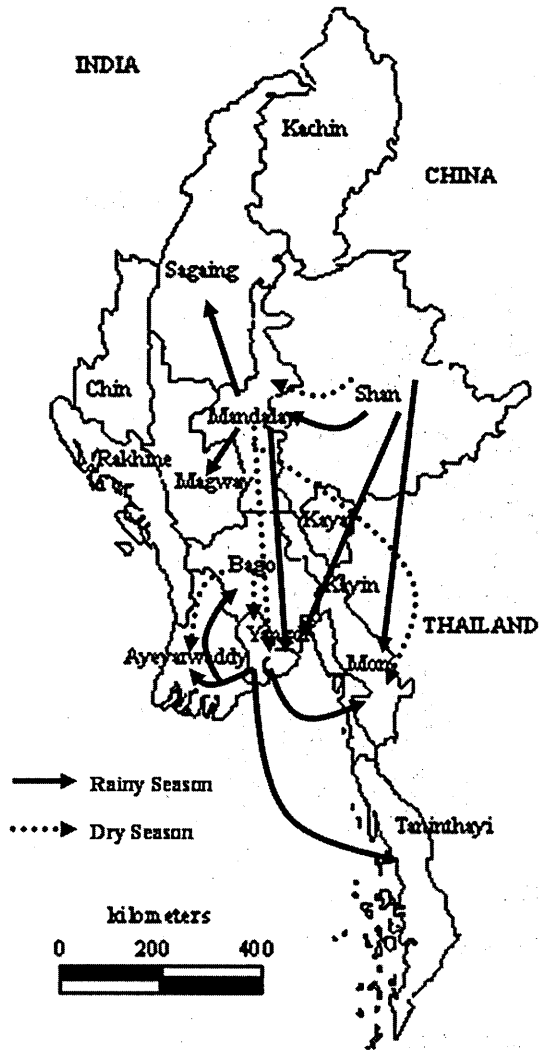 INDIA
Kachin
CHINA
Sagaing
Chin
Shan
Mandalay
Rakhine
Magway
Kayah
Bago
Kayin
THAILAND
Yangon
Ayeyarwaddy
Mon
Rainy Season
Dry Season
Taninthayi
kilometers
0 200 400